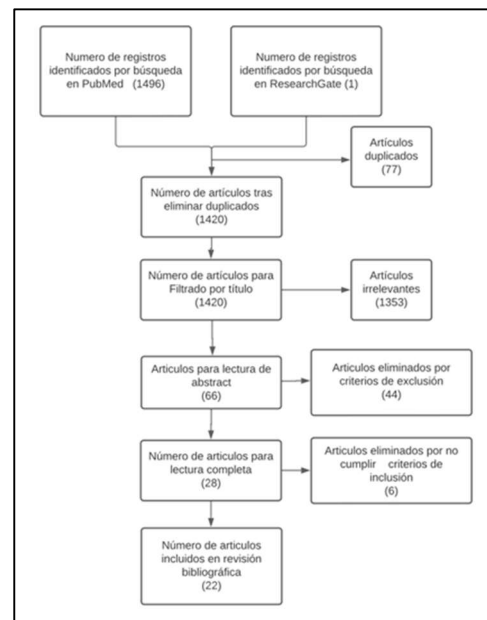 Numero de registros
identificados por búsqueda
en PubMed (1496)
Numero de registros
identificados por búsqueda
en ResearchGate (1)
Artículos
duplicados
(77)
Número de artículos tras
eliminar duplicados
(1420)
Número de artículos para
Filtrado por título
(1420)
Artículos
irrelevantes
(1353)
Articulos para lectura de
abstract
(66)
Articulos eliminados por
criterios de exclusión
(44)
Número de articulos para
lectura completa
(28)
Articulos eliminados por no
cumplir criterios de
inclusión
(6)
Número de articulos
incluidos en revisión
bibliográfica
(22)